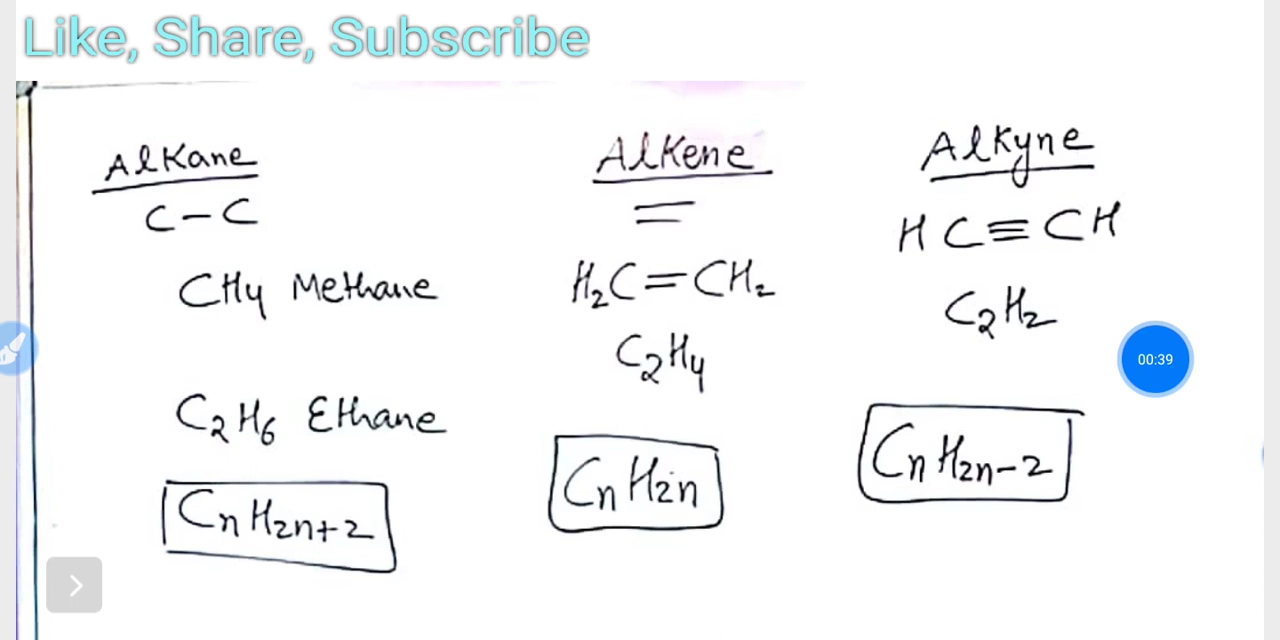 Like, Share, Subscribe
Alkane
C-C
CH4 Methane
C2H6 Ethane
CnH2n+2
Alkene
=
H2C=CH2
C2H4
CnH2n
Alkyne
HC≡CH
C2H2
CnH2n-2
00:39